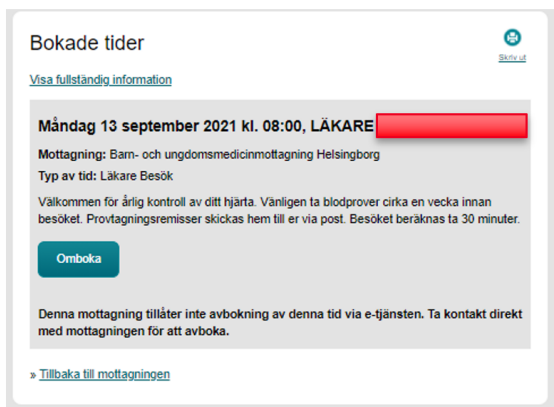 Bokade tider
Skriv ut
Visa fullständig information
Måndag 13 september 2021 kl. 08:00, LÄKARE
Mottagning: Barn- och ungdomsmedicinmottagning Helsingborg
Typ av tid: Läkare Besök
Välkommen för årlig kontroll av ditt hjärta. Vänligen ta blodprover cirka en vecka innan
besöket. Provtagningsremisser skickas hem till er via post. Besöket beräknas ta 30 minuter.
Omboka
Denna mottagning tillåter inte avbokning av denna tid via e-tjänsten. Ta kontakt direkt
med mottagningen för att avboka.
» Tillbaka till mottagningen